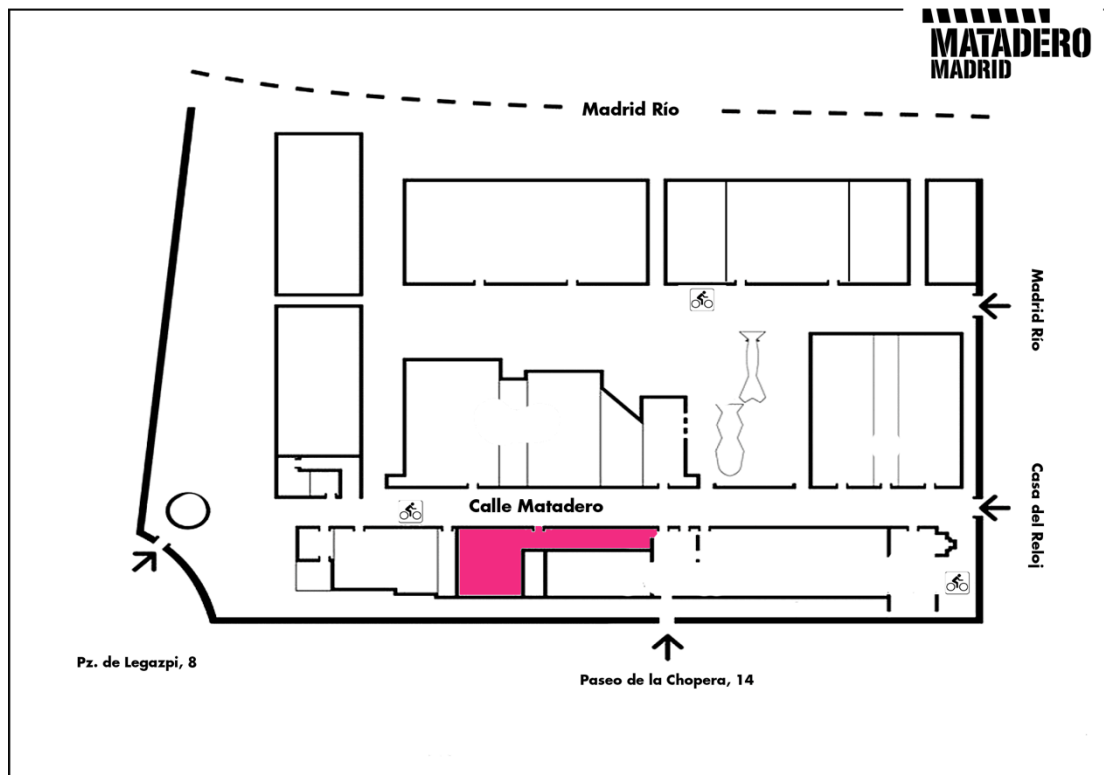 MATADERO
MADRID
Madrid Río
Madrid Río
Calle Matadero
Casa del Reloj
Pz. de Legazpi, 8
Paseo de la Chopera, 14